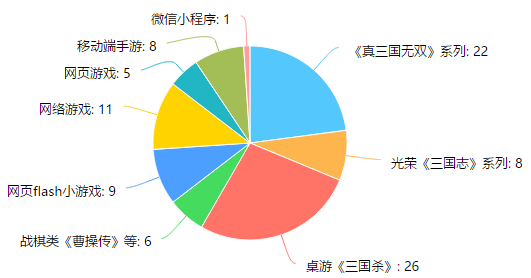 微信小程序: 1
移动端手游: 8
《真三国无双》系列: 22
网页游戏: 5
网络游戏: 11
光荣《三国志》系列: 8
网页flash小游戏: 9
战棋类《曹操传》等: 6
桌游《三国杀》: 26